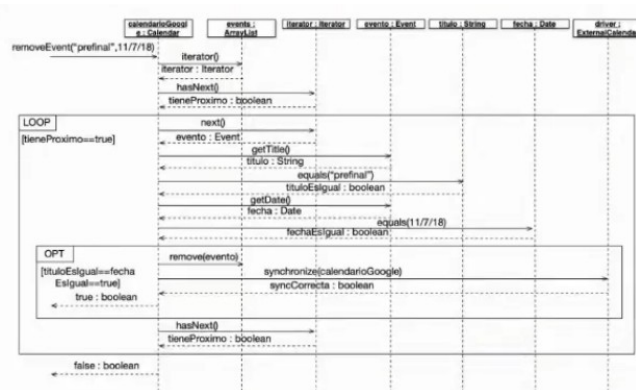 calendarioGoogl
e : Calendar
events :
ArrayList
iterator : Iterator
evento : Event
titulo : String
fecha : Date
driver :
ExternalCalenda
removeEvent("prefinal",11/7/18)
iterator()
iterator : Iterator
hasNext()
tieneProximo : boolean
LOOP
[tieneProximo==true]
next()
evento : Event
getTitle()
titulo : String
equals("prefinal")
tituloEsIgual : boolean
getDate()
fecha : Date
equals(11/7/18)
fechaEsIgual : boolean
OPT
[tituloEsIgual==fecha
EsIgual==true]
remove(evento)
synchronize(calendarioGoogle)
syncCorrecta : boolean
true : boolean
hasNext()
tieneProximo : boolean
false : boolean